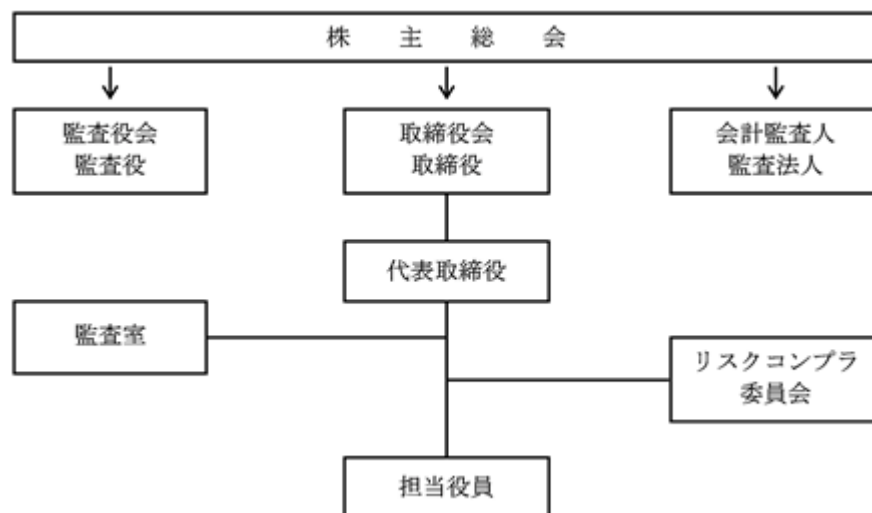 株主総会
監査役会
監査役
取締役会
取締役
会計監査人
監査法人
代表取締役
監査室
リスクコンプラ
委員会
担当役員